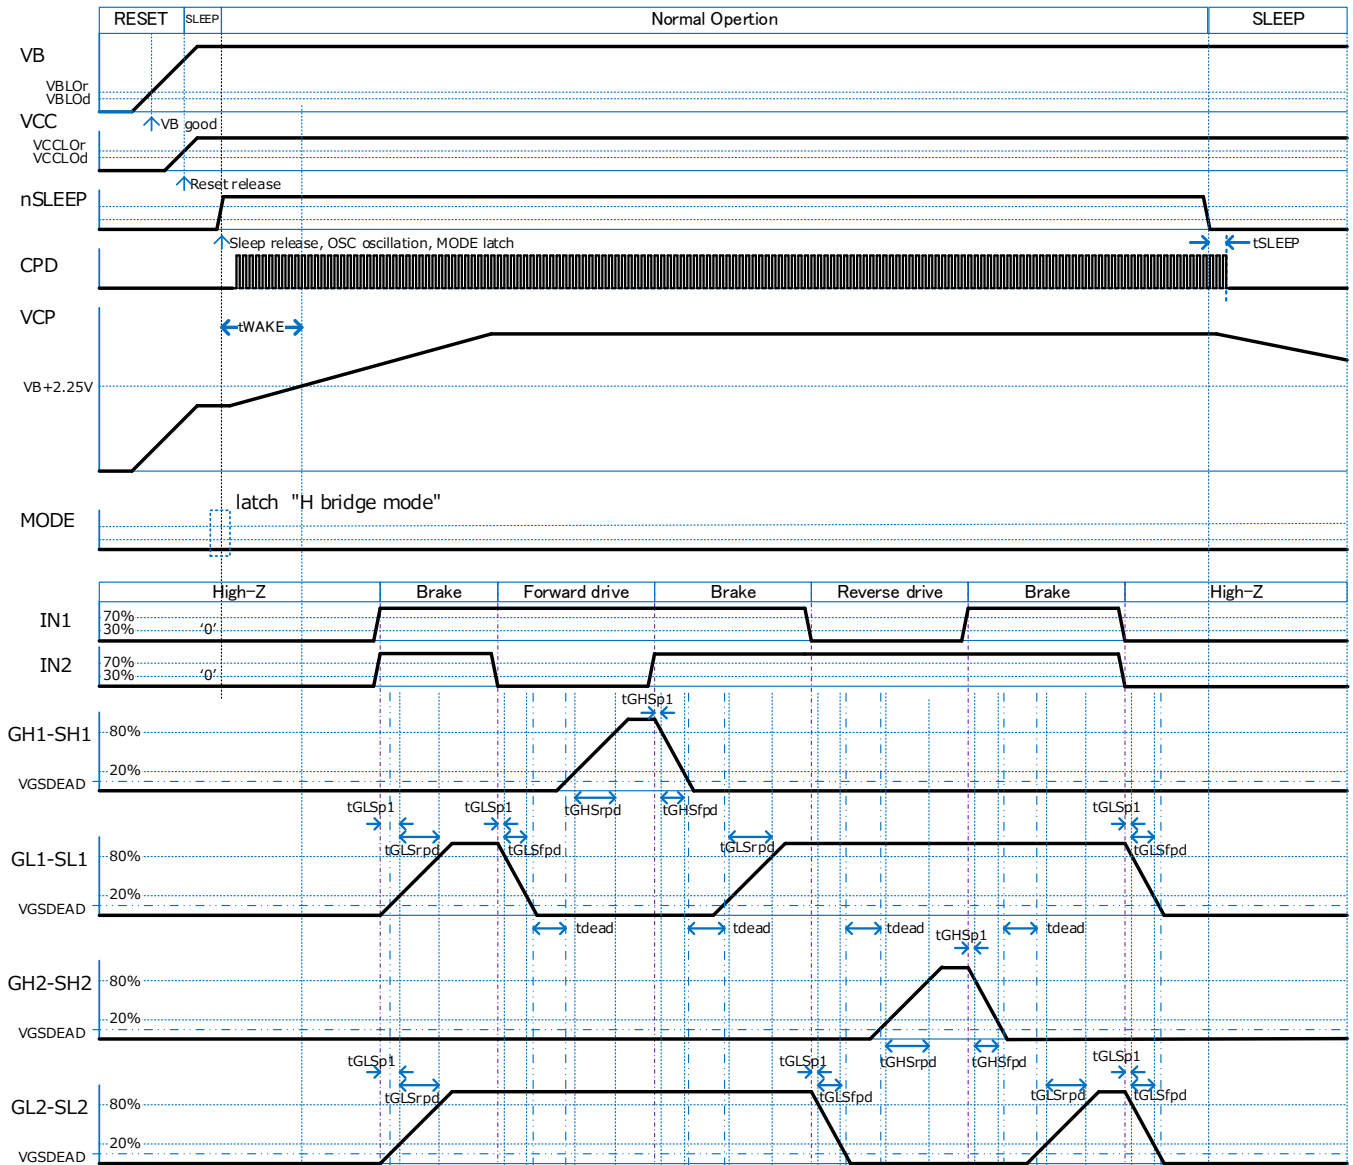 RESET SLEEP Normal Opertion SLEEP
VB
VBLOr
VBLOd
VB good
VCC
VCCLOr
VCCLOd
Reset release
nSLEEP
Sleep release, OSC oscillation, MODE latch
tSLEEP
CPD
VCP
tWAKE
VB+2.25V
latch "H bridge mode"
MODE
High-Z Brake Forward drive Brake Reverse drive Brake High-Z
IN1
70%
30% '0'
IN2
70%
30% '0'
tGHSp1
GH1-SH1
80%
20%
VGSDEAD
tGHSrpd tGHSfpd
tGLSp1 tGLSp1 tGLSp1
tGLSrpd tGLSfpd tGLSrpd tGLSfpd
GL1-SL1
80%
20%
VGSDEAD
tdead tdead tdead tdead
tGHSp1
GH2-SH2
80%
20%
VGSDEAD
tGHSrpd tGHSfpd
tGLSp1 tGLSp1 tGLSp1
tGLSrpd tGLSfpd tGLSrpd tGLSfpd
GL2-SL2
80%
20%
VGSDEAD